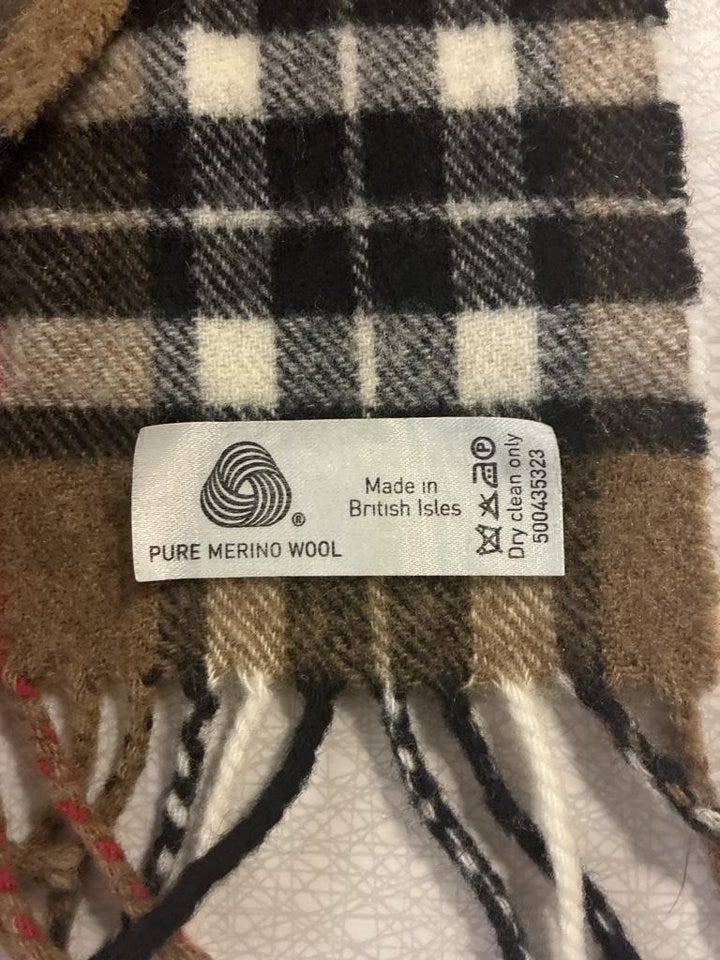 ®
PURE MERINO WOOL
Made in
British Isles
P
Dry clean only
500435323